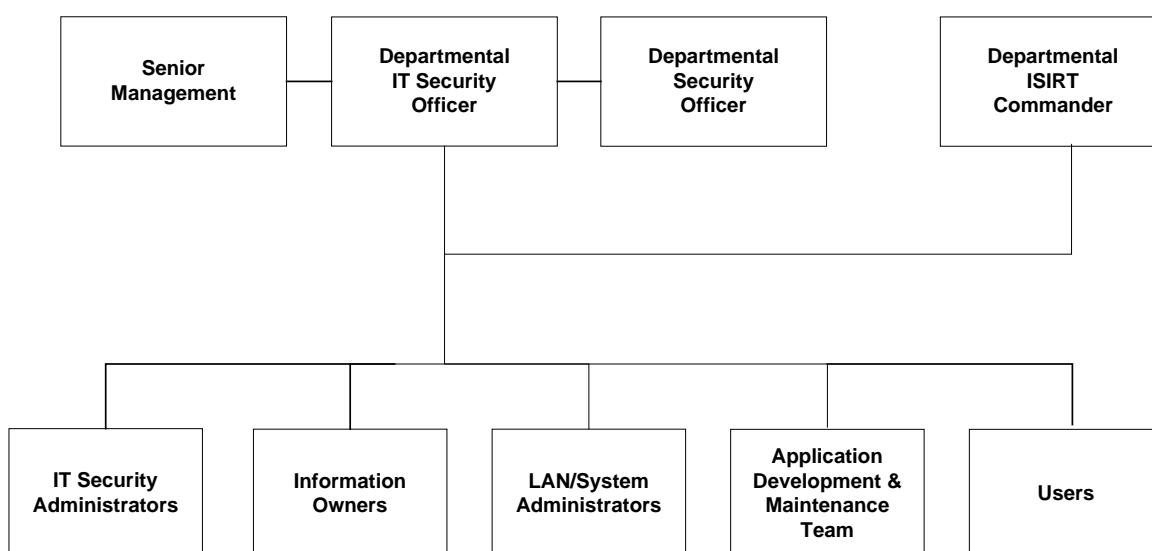 Senior
Management
Departmental
IT Security
Officer
Departmental
Security
Officer
Departmental
ISIRT
Commander
IT Security
Administrators
Information
Owners
LAN/System
Administrators
Application
Development &
Maintenance
Team
Users